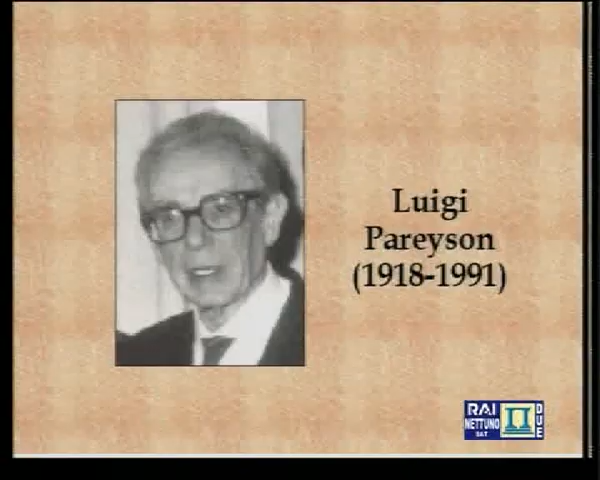 Luigi
Pareyson
(1918-1991)
RAI
NETTUNO
SAT
DUE